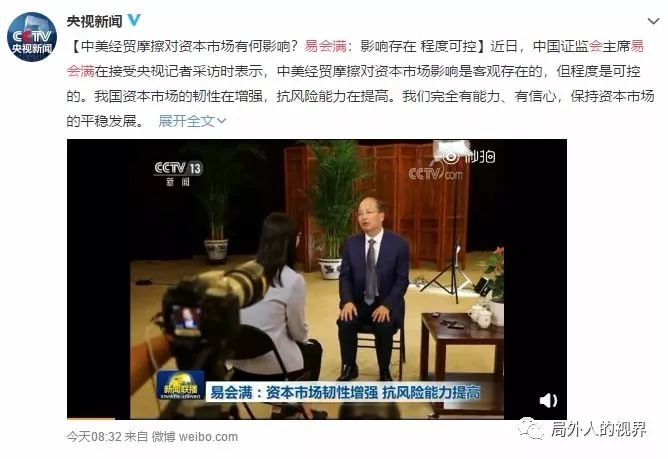 CCTV
央视新闻
央视新闻
【中美经贸摩擦对资本市场有何影响？易会满：影响存在 程度可控】近日，中国证监会主席易
会满在接受央视记者采访时表示，中美经贸摩擦对资本市场影响是客观存在的，但程度是可控
的。我国资本市场的韧性在增强，抗风险能力在提高。我们完全有能力、有信心，保持资本市场
的平稳发展。 展开全文
CCTV 13
新闻
秒拍
CCTV.com
新闻联播
XINWEN LIANBO
易会满：资本市场韧性增强 抗风险能力提高
今天08:32 来自 微博 weibo.com
局外人的视界